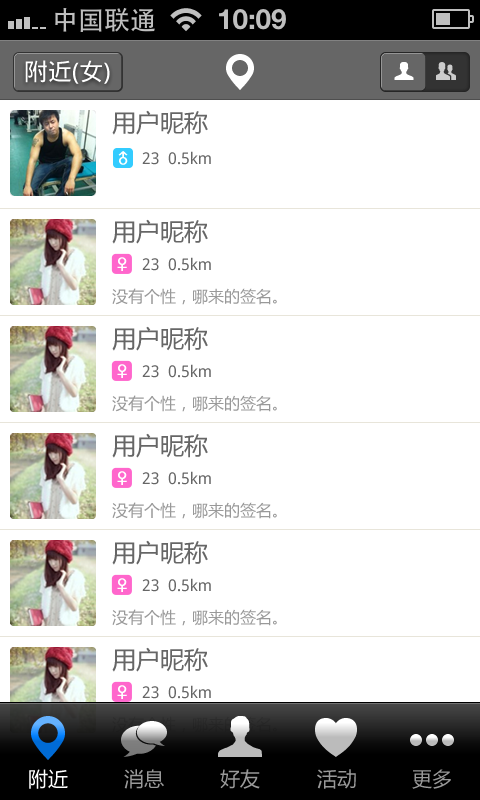 中国联通 10:09
附近(女)
用户昵称
23 0.5km
用户昵称
23 0.5km
没有个性，哪来的签名。
用户昵称
23 0.5km
没有个性，哪来的签名。
用户昵称
23 0.5km
没有个性，哪来的签名。
用户昵称
23 0.5km
没有个性，哪来的签名。
用户昵称
23 0.5km
附近 消息 好友 活动 更多